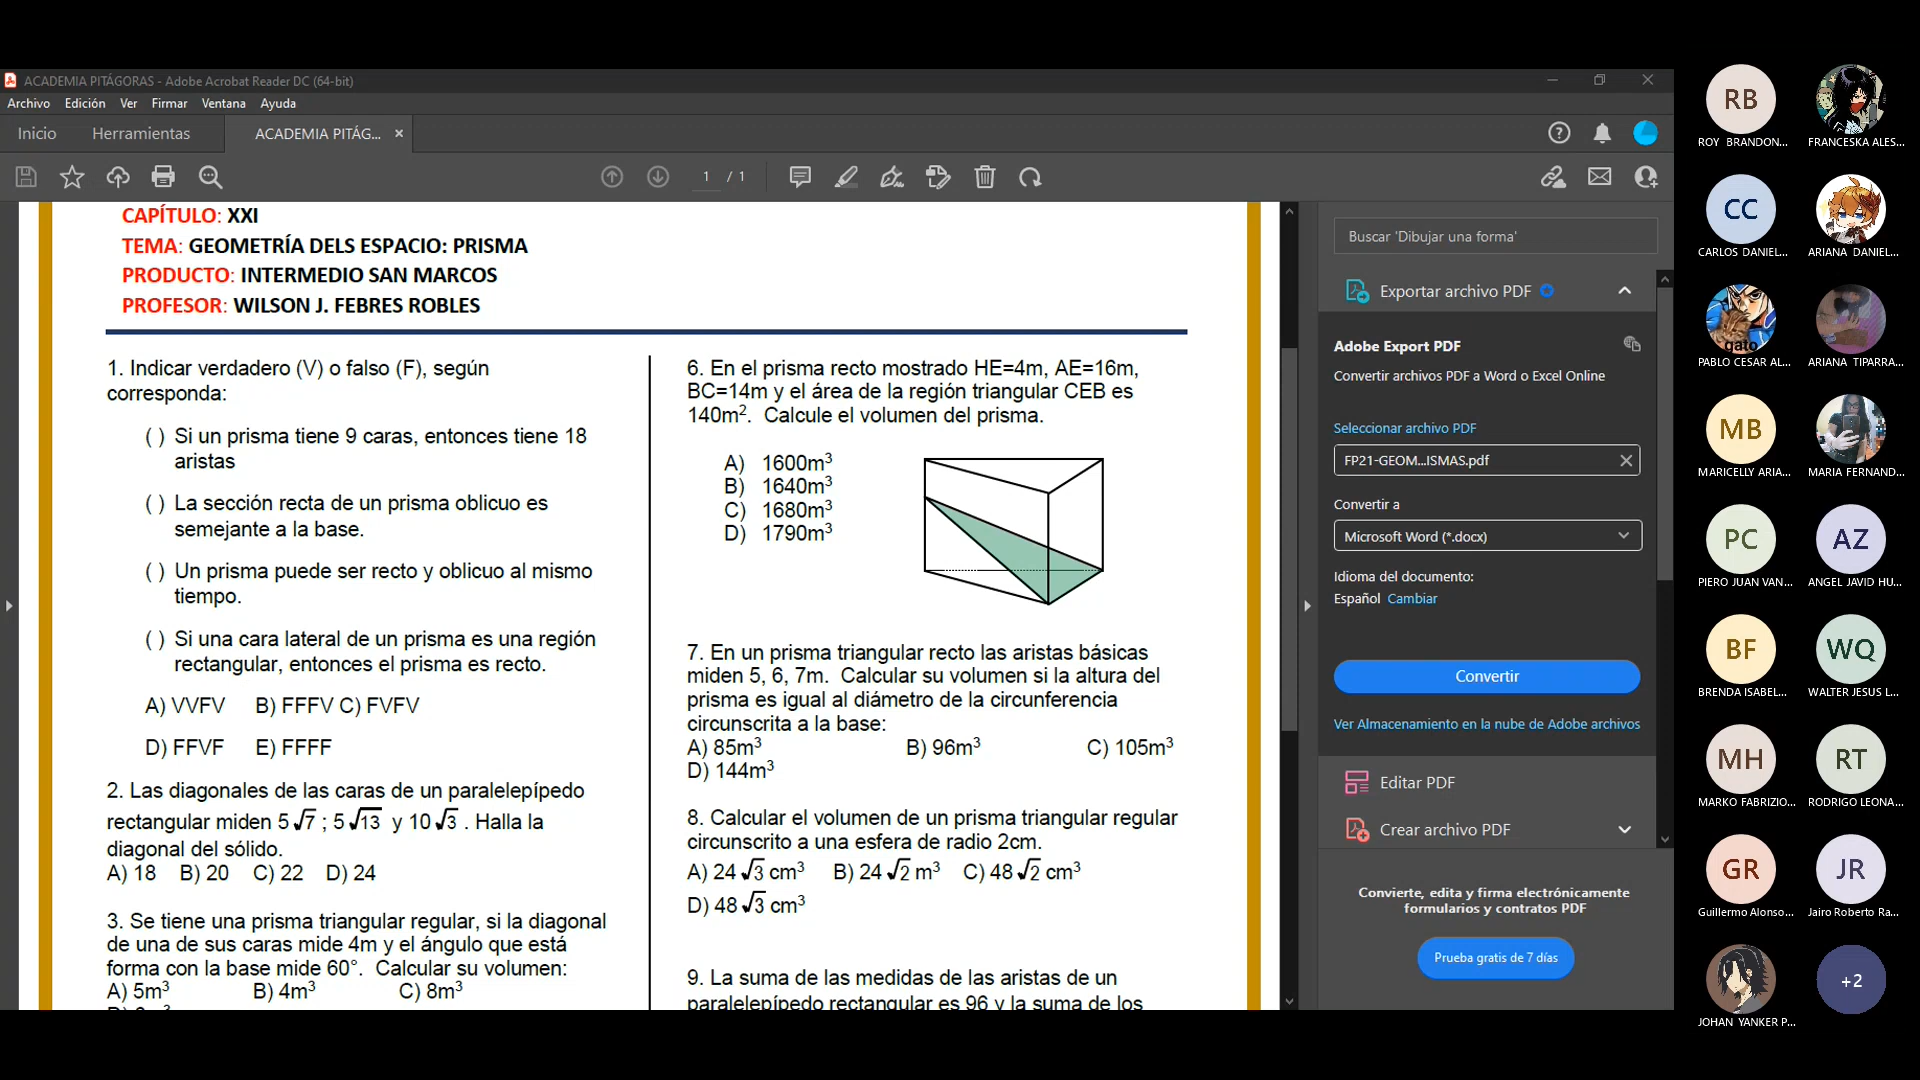 ACADEMIA PITÁGORAS - Adobe Acrobat Reader DC (64-bit)
Archivo Edición Ver Firmar Ventana Ayuda
Inicio Herramientas ACADEMIA PITÁG... ×
1 / 1
CAPÍTULO: XXI
TEMA: GEOMETRÍA DELS ESPACIO: PRISMA
PRODUCTO: INTERMEDIO SAN MARCOS
PROFESOR: WILSON J. FEBRES ROBLES
1. Indicar verdadero (V) o falso (F), según
corresponda:
( ) Si un prisma tiene 9 caras, entonces tiene 18
aristas
( ) La sección recta de un prisma oblicuo es
semejante a la base.
( ) Un prisma puede ser recto y oblicuo al mismo
tiempo.
( ) Si una cara lateral de un prisma es una región
rectangular, entonces el prisma es recto.
A) VVFV B) FFFV C) FVFV
D) FFVF E) FFFF
2. Las diagonales de las caras de un paralelepípedo
rectangular miden 5√7 ; 5√13 y 10√3 . Halla la
diagonal del sólido.
A) 18 B) 20 C) 22 D) 24
3. Se tiene una prisma triangular regular, si la diagonal
de una de sus caras mide 4m y el ángulo que está
forma con la base mide 60°. Calcular su volumen:
A) 5m³ B) 4m³ C) 8m³
6. En el prisma recto mostrado HE=4m, AE=16m,
BC=14m y el área de la región triangular CEB es
140m². Calcule el volumen del prisma.
A) 1600m³
B) 1640m³
C) 1680m³
D) 1790m³
7. En un prisma triangular recto las aristas básicas
miden 5, 6, 7m. Calcular su volumen si la altura del
prisma es igual al diámetro de la circunferencia
circunscrita a la base:
A) 85m³ B) 96m³ C) 105m³
D) 144m³
8. Calcular el volumen de un prisma triangular regular
circunscrito a una esfera de radio 2cm.
A) 24√3 cm³ B) 24√2 m³ C) 48√2 cm³
D) 48√3 cm³
9. La suma de las medidas de las aristas de un
paralelepípedo rectangular es 96 y la suma de los
Buscar 'Dibujar una forma'
Exportar archivo PDF
Adobe Export PDF
Convertir archivos PDF a Word o Excel Online
Seleccionar archivo PDF
FP21-GEOM...ISMAS.pdf
Convertir a
Microsoft Word (*.docx)
Idioma del documento:
Español Cambiar
Convertir
Ver Almacenamiento en la nube de Adobe archivos
Editar PDF
Crear archivo PDF
Convierte, edita y firma electrónicamente
formularios y contratos PDF
Prueba gratis de 7 días
RB
ROY BRANDON... FRANCESKA ALES...
CC
CARLOS DANIEL... ARIANA DANIEL...
gato
PABLO CESAR AL... ARIANA TIPARRA...
MB
MARICELLY ARIA... MARIA FERNAND...
PC AZ
PIERO JUAN VAN... ANGEL JAVID HU...
BF WQ
BRENDA ISABEL... WALTER JESUS L...
MH RT
MARKO FABRIZIO... RODRIGO LEONA...
GR JR
Guillermo Alonso... Jairo Roberto Ra...
+2
JOHAN YANKER P...